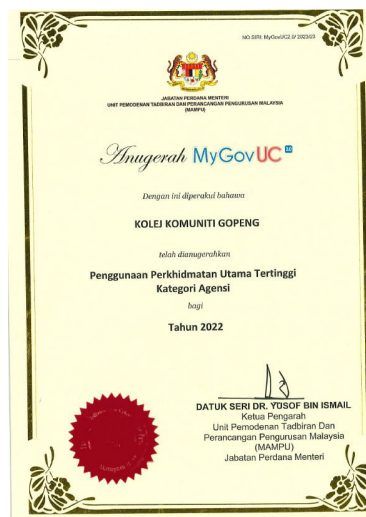 NO.SIRI: MyGovUC2.0/ 2023/23
JABATAN PERDANA MENTERI
UNIT PEMODENAN TADBIRAN DAN PERANCANGAN PENGURUSAN MALAYSIA
(MAMPU)
Anugerah MyGovUC 2.0
Dengan ini diperakui bahawa
KOLEJ KOMUNITI GOPENG
telah dianugerahkan
Penggunaan Perkhidmatan Utama Tertinggi
Kategori Agensi
bagi
Tahun 2022
DATUK SERI DR. YUSOF BIN ISMAIL
Ketua Pengarah
Unit Pemodenan Tadbiran Dan
Perancangan Pengurusan Malaysia
(MAMPU)
Jabatan Perdana Menteri